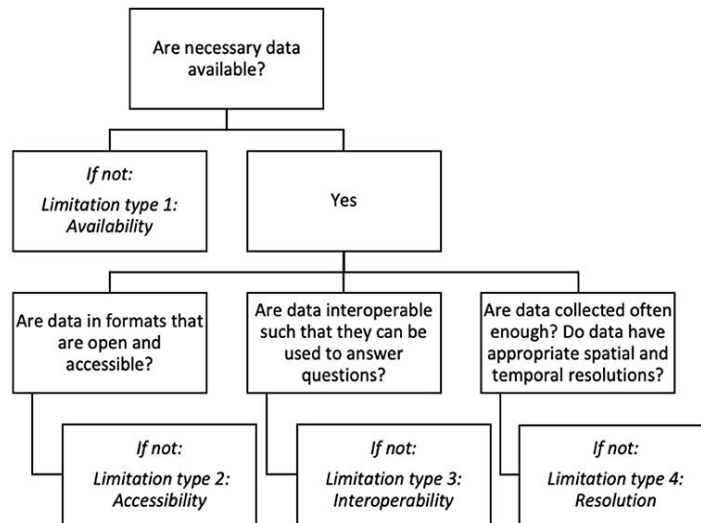 Are necessary data
available?
If not:
Limitation type 1:
Availability
Yes
Are data in formats that
are open and
accessible?
Are data interoperable
such that they can be
used to answer
questions?
Are data collected often
enough? Do data have
appropriate spatial and
temporal resolutions?
If not:
Limitation type 2:
Accessibility
If not:
Limitation type 3:
Interoperability
If not:
Limitation type 4:
Resolution